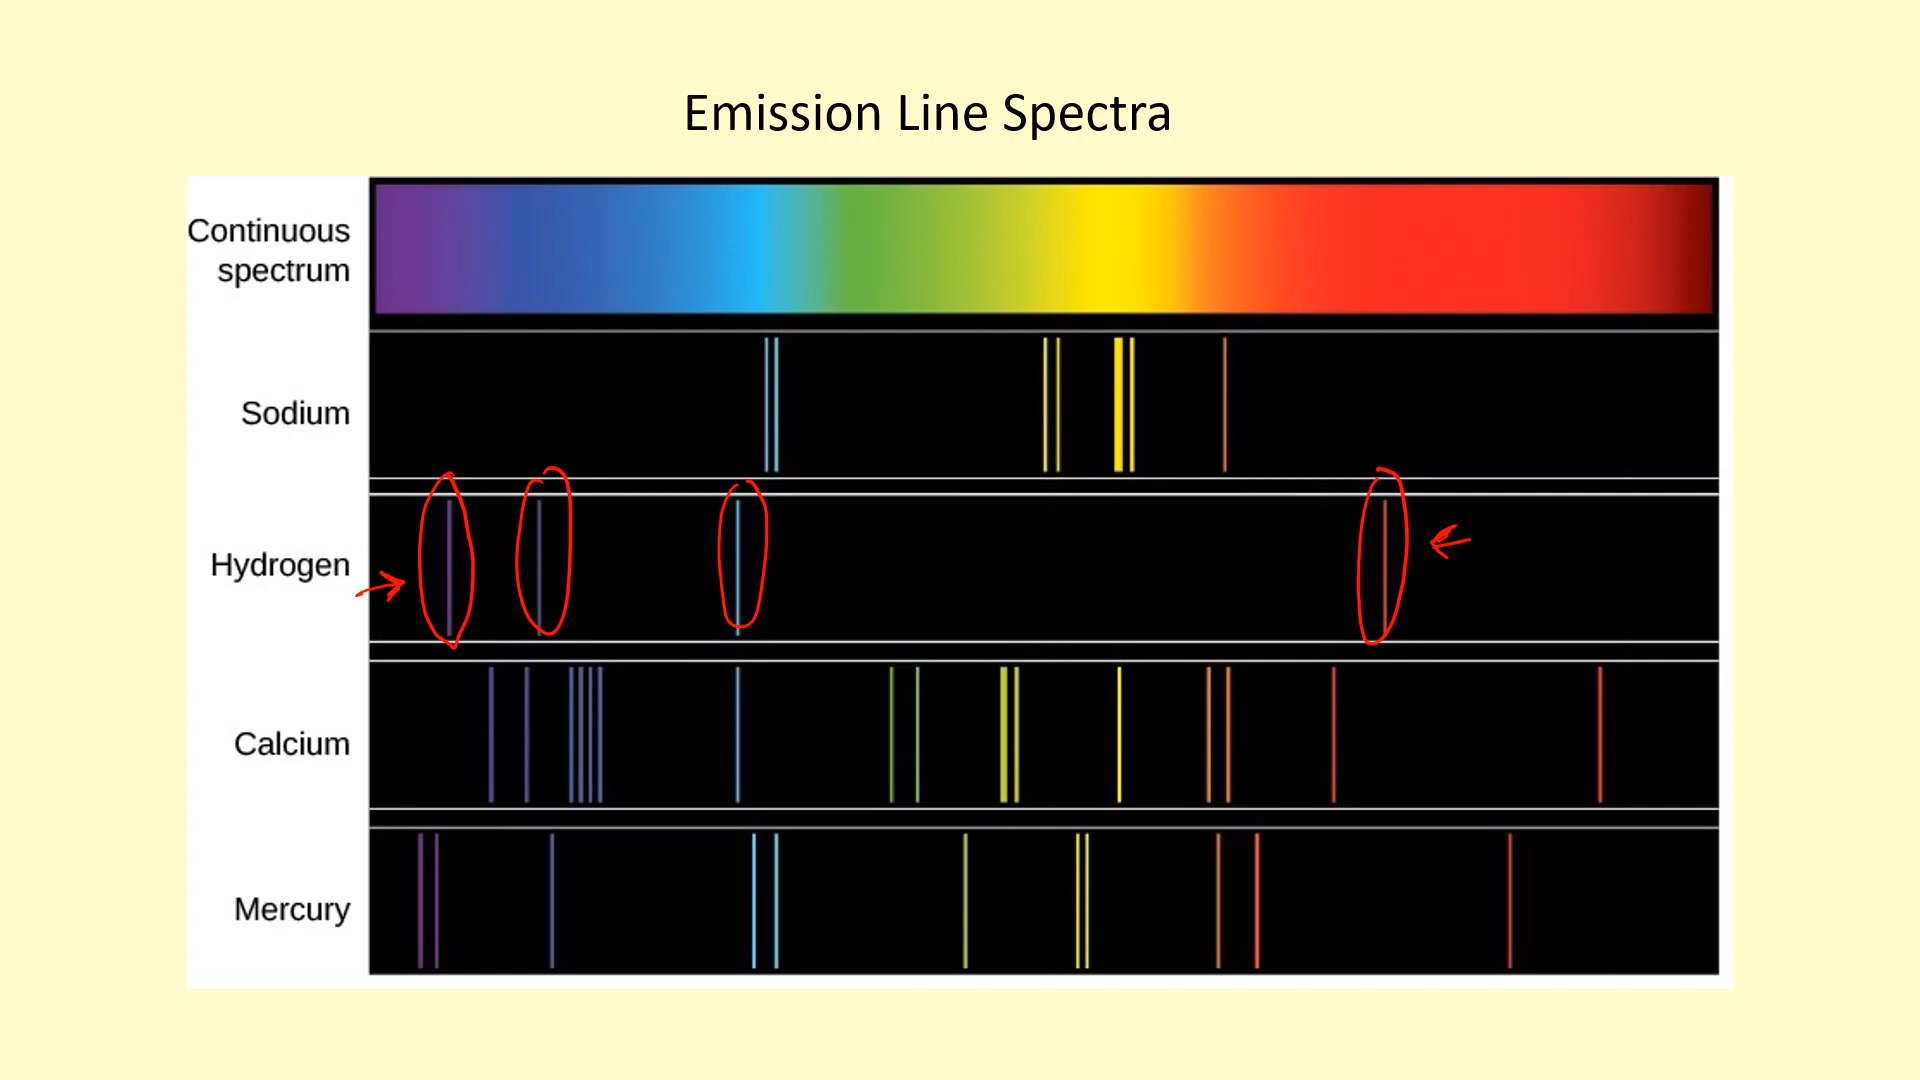 Emission Line Spectra
Continuous
spectrum
Sodium
Hydrogen
Calcium
Mercury